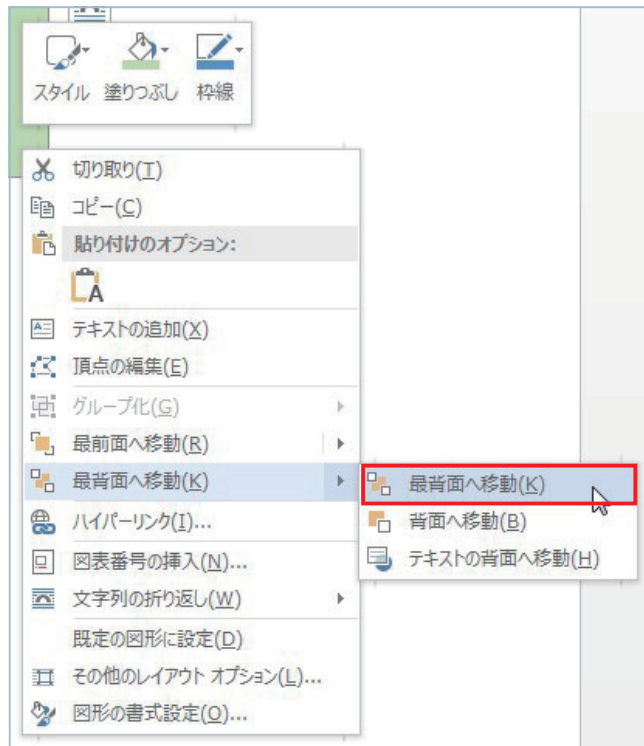 スタイル 塗りつぶし 枠線
切り取り(T)
コピー(C)
貼り付けのオプション:
A
テキストの追加(X)
頂点の編集(E)
グループ化(G)
最前面へ移動(R)
最背面へ移動(K)
最背面へ移動(K)
背面へ移動(B)
テキストの背面へ移動(H)
ハイパーリンク(I)...
図表番号の挿入(N)...
文字列の折り返し(W)
既定の図形に設定(D)
その他のレイアウト オプション(L)...
図形の書式設定(O)...